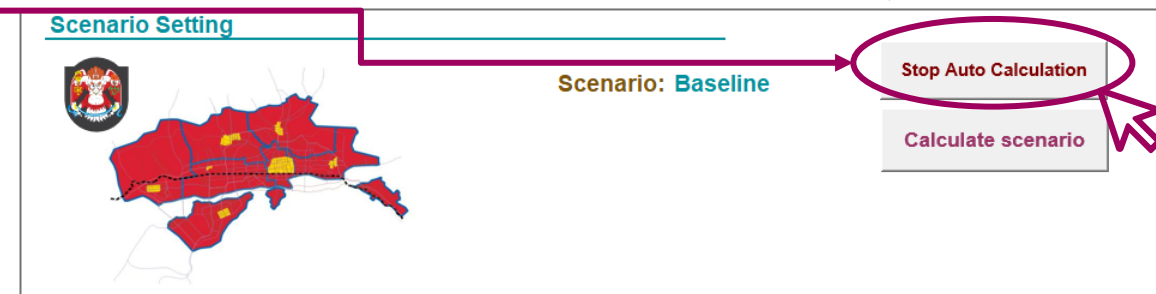 Scenario Setting
Scenario: Baseline
Stop Auto Calculation
Calculate scenario